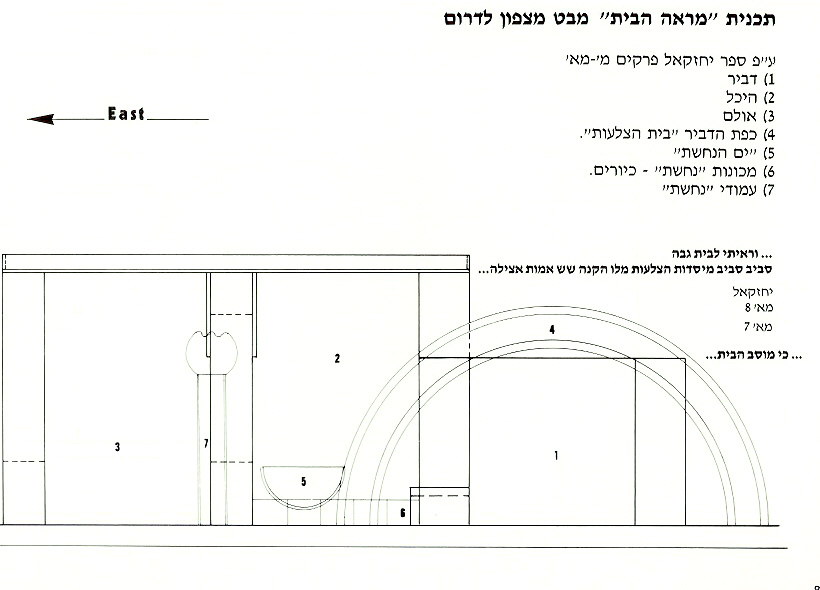 תכנית "מראה הבית" מבט מצפון לדרום
ע"פ ספר יחזקאל פרקים מ'-מא'
1) דביר
2) היכל
3) אולם
4) כפת הדביר "בית הצלעות".
5) "ים הנחשת"
6) מכונות "נחשת" - כיורים.
7) עמודי "נחשת"
East
... וראיתי לבית גבה
סביב סביב מיסדות הצלעות מלו הקנה שש אמות אצילה...
יחזקאל
מא' 8
מא' 7
... כי מוסב הבית...
4
2
3
7
1
5
6